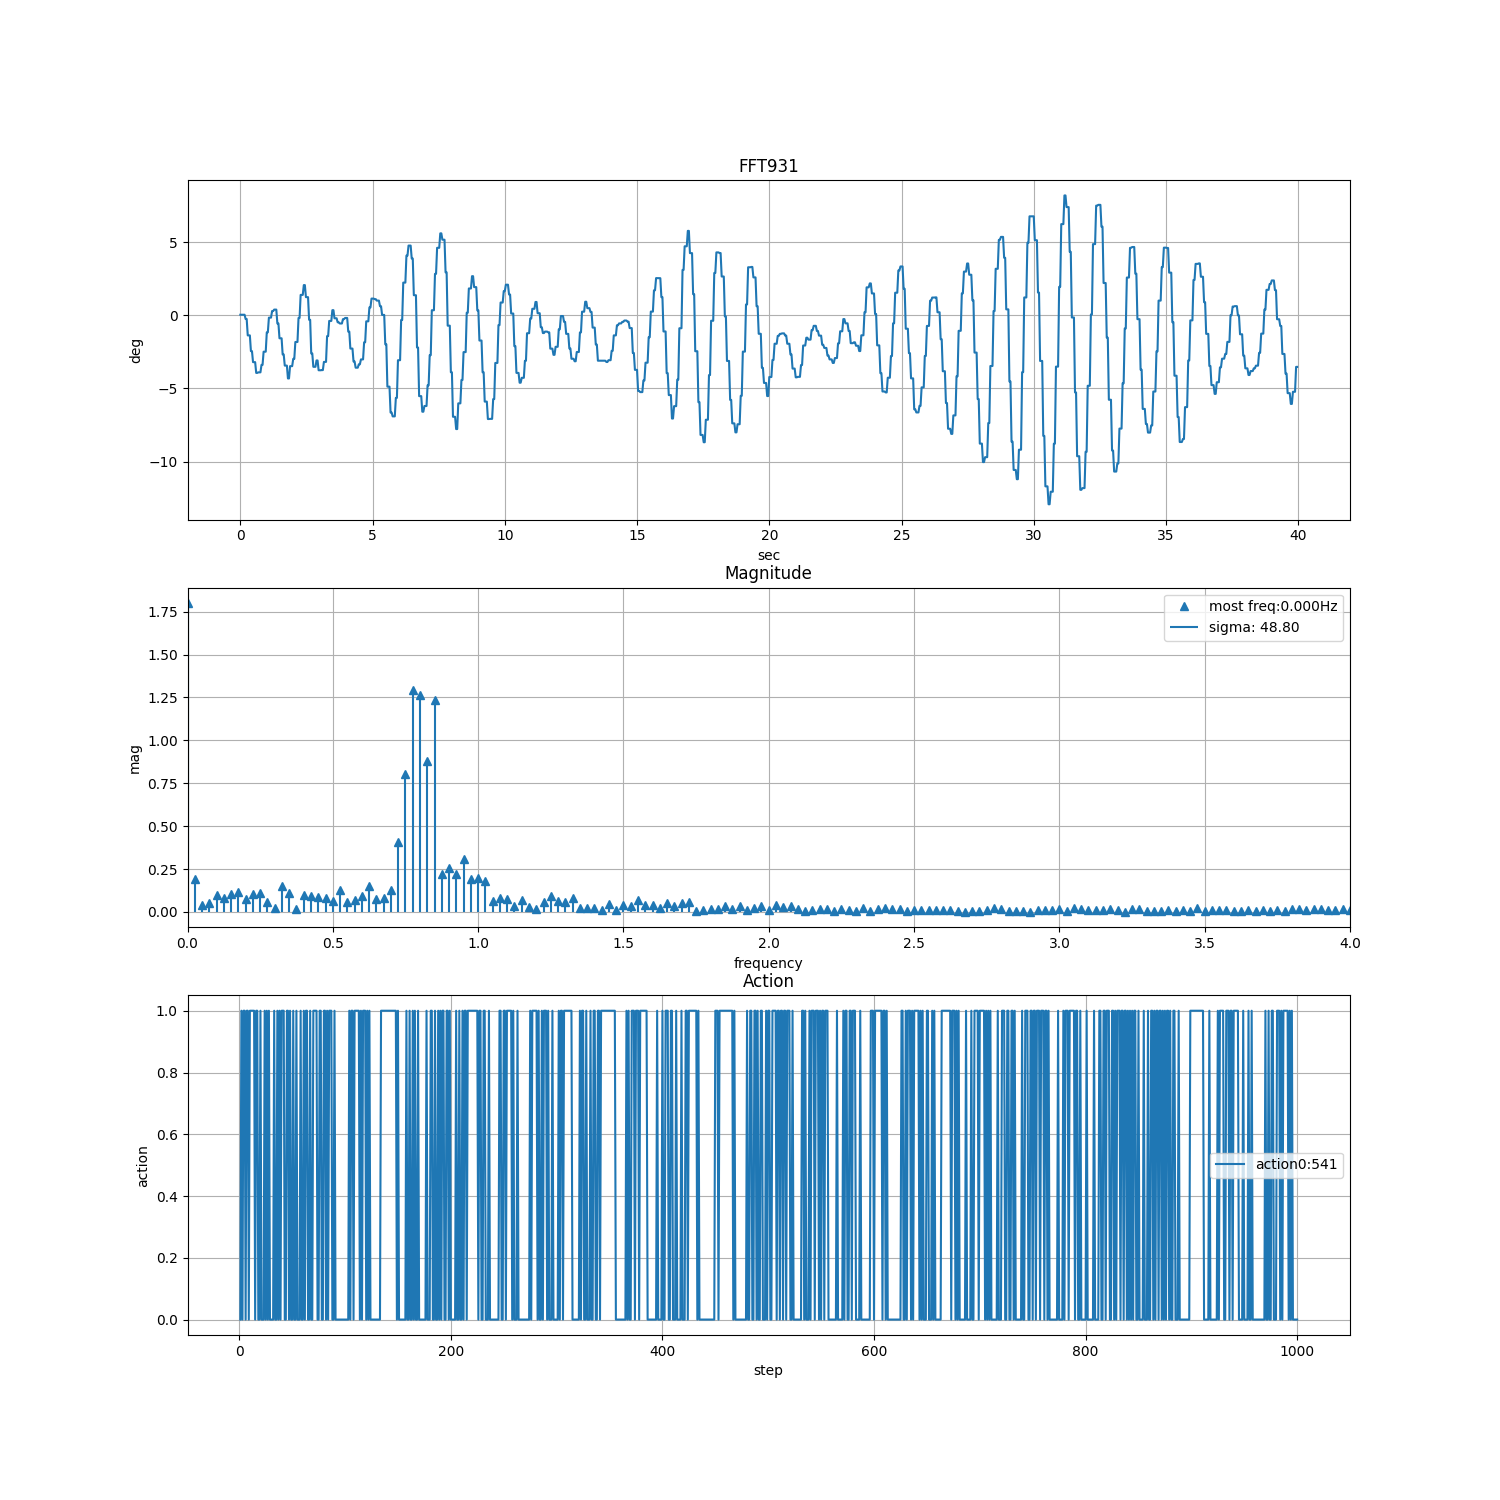 FFT931
5
0
−5
−10
deg
0 5 10 15 20 25 30 35 40
sec
Magnitude
1.75
1.50
1.25
1.00
0.75
0.50
0.25
0.00
mag
most freq:0.000Hz
sigma: 48.80
0.0 0.5 1.0 1.5 2.0 2.5 3.0 3.5 4.0
frequency
Action
1.0
0.8
0.6
0.4
0.2
0.0
action
action0:541
0 200 400 600 800 1000
step